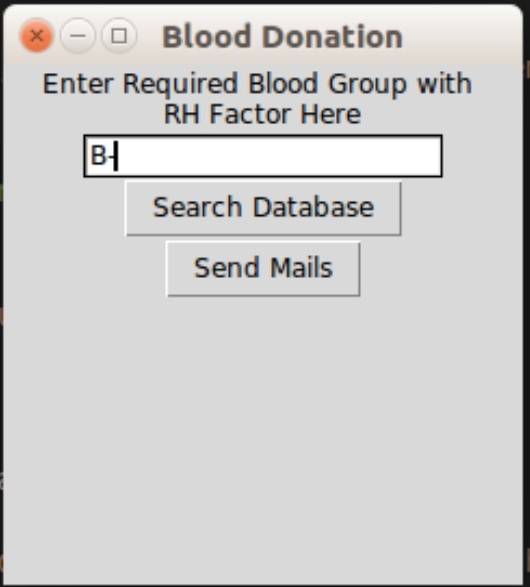 Blood Donation
Enter Required Blood Group with
RH Factor Here
B-
Search Database
Send Mails